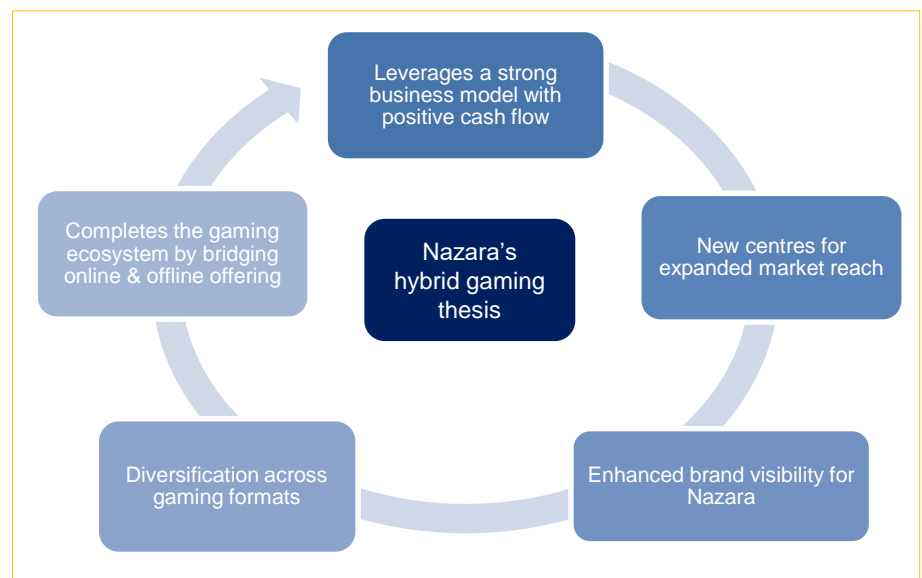 Leverages a strong
business model with
positive cash flow
New centres for
expanded market reach
Enhanced brand visibility for
Nazara
Diversification across
gaming formats
Completes the gaming
ecosystem by bridging
online & offline offering
Nazara’s
hybrid gaming
thesis